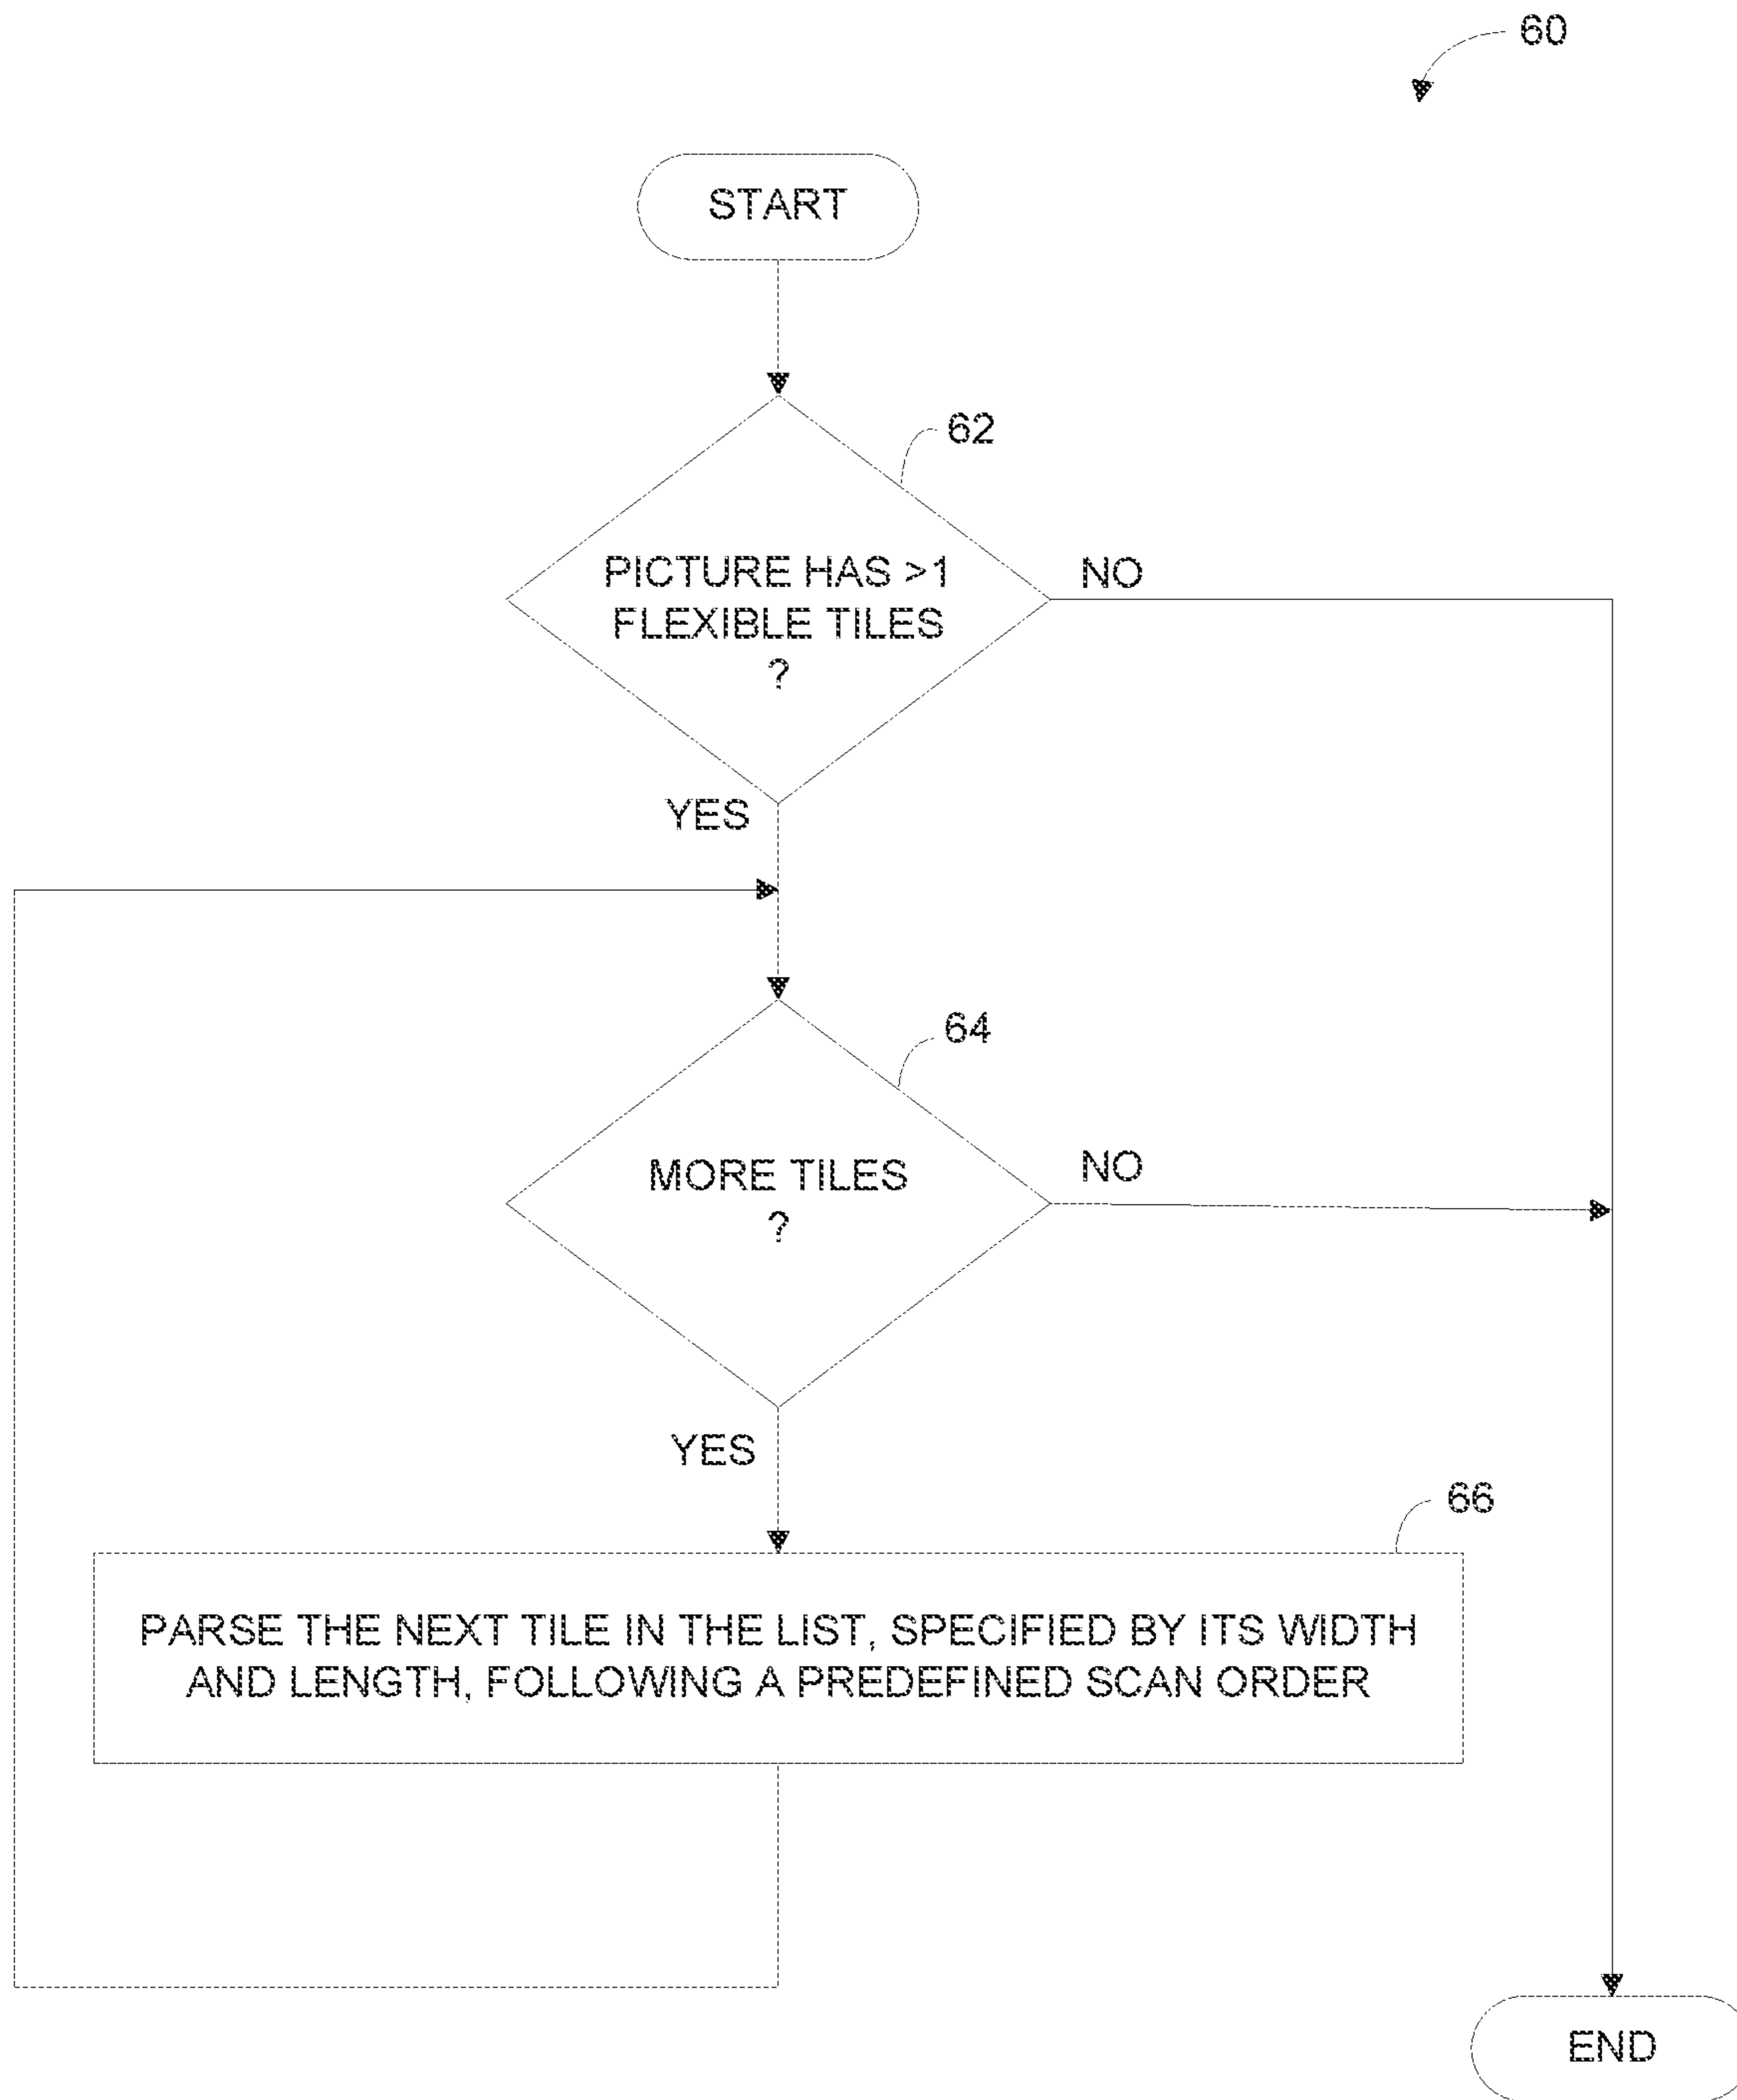 60
START
62
PICTURE HAS >1
FLEXIBLE TILES
?
NO
YES
64
MORE TILES
?
NO
YES
66
PARSE THE NEXT TILE IN THE LIST, SPECIFIED BY ITS WIDTH
AND LENGTH, FOLLOWING A PREDEFINED SCAN ORDER
END